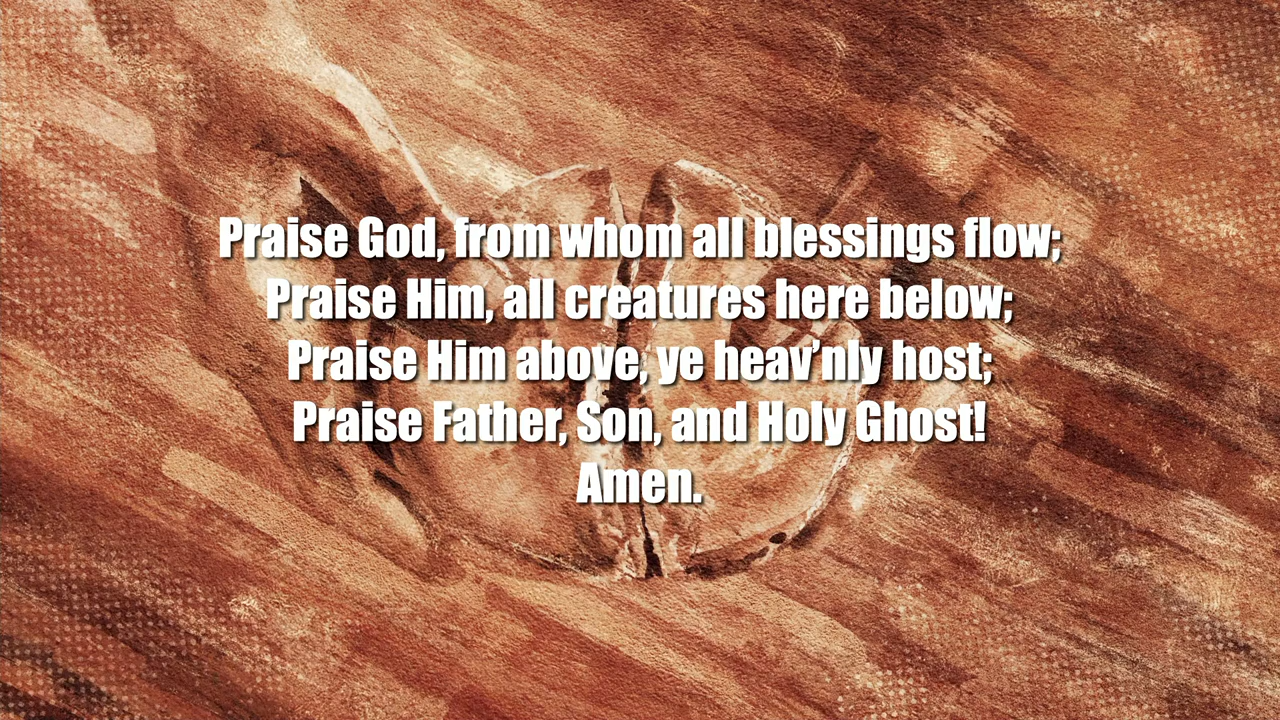 Praise God, from whom all blessings flow;
Praise Him, all creatures here below;
Praise Him above, ye heav’nly host;
Praise Father, Son, and Holy Ghost!
Amen.